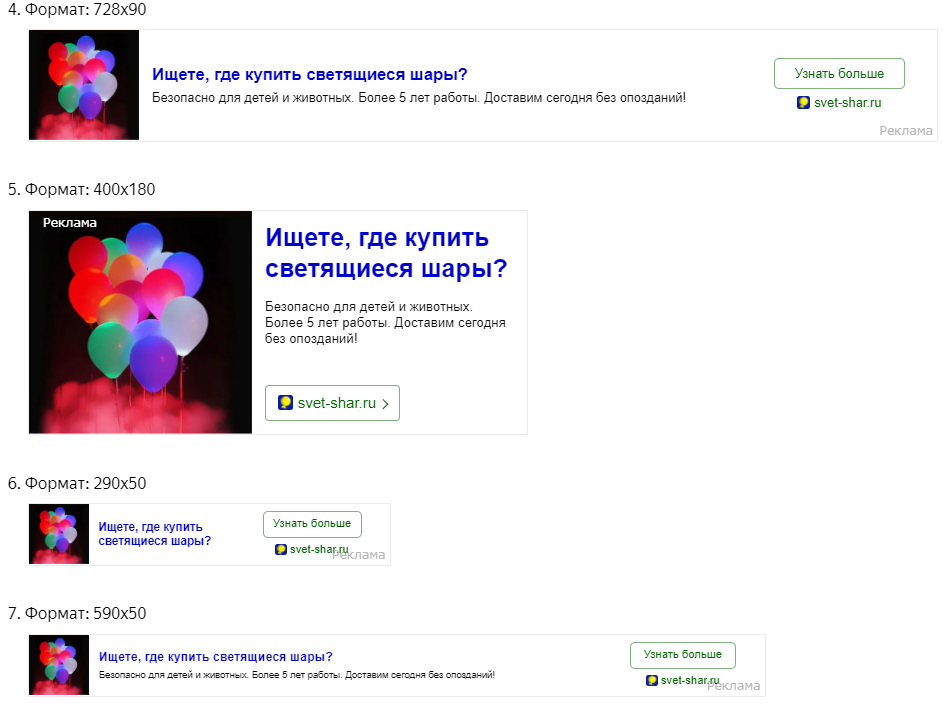 4. Формат: 728x90
Ищете, где купить светящиеся шары?
Безопасно для детей и животных. Более 5 лет работы. Доставим сегодня без опозданий!
Узнать больше
svet-shar.ru
Реклама
5. Формат: 400x180
Реклама
Ищете, где купить
светящиеся шары?
Безопасно для детей и животных.
Более 5 лет работы. Доставим сегодня
без опозданий!
svet-shar.ru >
6. Формат: 290x50
Ищете, где купить
светящиеся шары?
Узнать больше
svet-shar.ru
Реклама
7. Формат: 590x50
Ищете, где купить светящиеся шары?
Безопасно для детей и животных. Более 5 лет работы. Доставим сегодня без опозданий!
Узнать больше
svet-shar.ru
Реклама